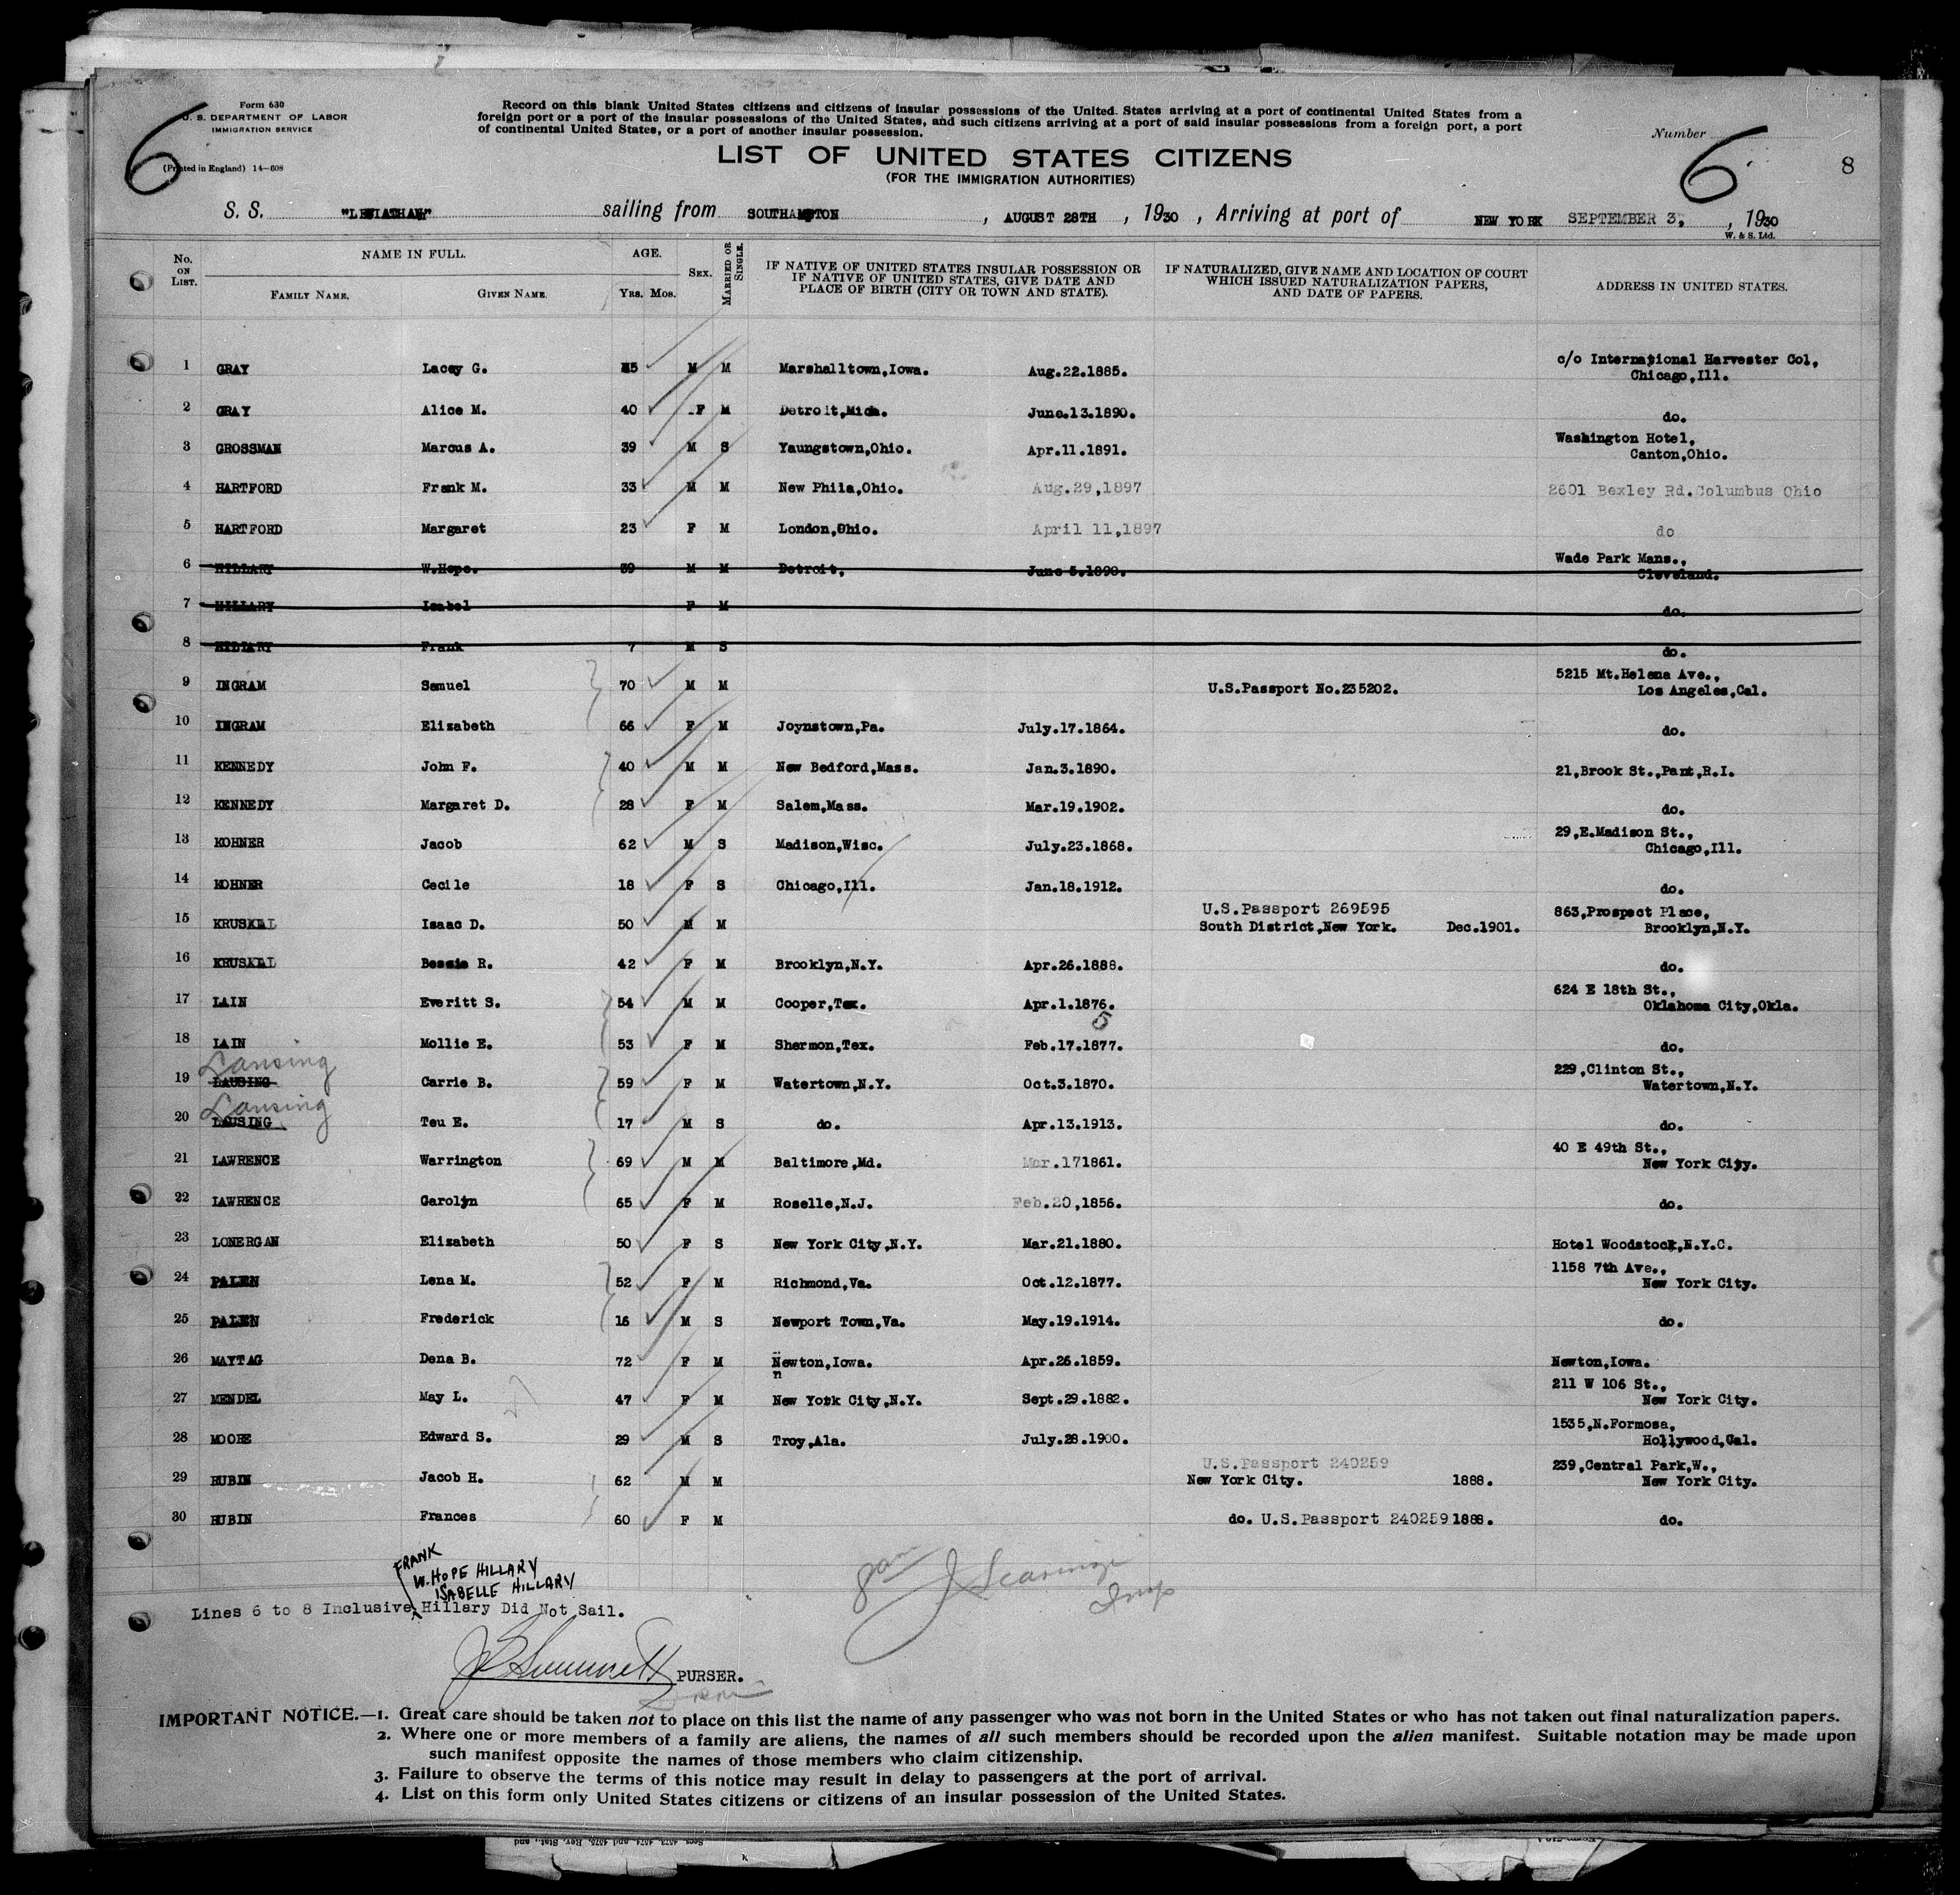 Form 630
U. S. DEPARTMENT OF LABOR
IMMIGRATION SERVICE
(Printed in England) 14—608
6
Record on this blank United States citizens and citizens of insular possessions of the United States arriving at a port of continental United States from a
foreign port or a port of the insular possessions of the United States, and such citizens arriving at a port of said insular possessions from a foreign port, a port
of continental United States, or a port of another insular possession.
Number
6
8
LIST OF UNITED STATES CITIZENS
(FOR THE IMMIGRATION AUTHORITIES)
S. S. "LEVIATHAN" sailing from SOUTHAMPTON, AUGUST 28TH, 1930, Arriving at port of NEW YORK SEPTEMBER 3, 1930
W. & S. Ltd.
No. ON LIST. NAME IN FULL. FAMILY NAME. GIVEN NAME. AGE. YRS. MOS. SEX. MARRIED OR SINGLE. IF NATIVE OF UNITED STATES INSULAR POSSESSION OR IF NATIVE OF UNITED STATES, GIVE DATE AND PLACE OF BIRTH (CITY OR TOWN AND STATE). IF NATURALIZED, GIVE NAME AND LOCATION OF COURT WHICH ISSUED NATURALIZATION PAPERS, AND DATE OF PAPERS. ADDRESS IN UNITED STATES.
1 GRAY Lacey G. 45 M M Marshalltown,Iowa. Aug.22.1885. c/o International Harvester Col, Chicago,Ill.
2 GRAY Alice M. 40 F M Detroit,Mich. June.13.1890. do.
3 GROSSMAN Marcus A. 39 M S Yaungstown,Ohio. Apr.11.1891. Washington Hotel, Canton,Ohio.
4 HARTFORD Frank M. 33 M M New Phila,Ohio. Aug.29,1897 2601 Bexley Rd.Columbus Ohio
5 HARTFORD Margaret 23 F M London,Ohio. April 11,1897 do
6 HILLARY W.Hope. 39 M M Detroit, June 5.1890. Wade Park Mans., Cleveland.
7 HILLARY Isabel F M do.
8 HILLARY Frank 7 M S do.
9 INGRAM Samuel 70 M M U.S.Passport No.235202. 5215 Mt.Helena Ave., Los Angeles,Cal.
10 INGRAM Elizabeth 66 F M Joynstown,Pa. July.17.1864. do.
11 KENNEDY John F. 40 M M New Bedford,Mass. Jan.3.1890. 21,Brook St.,Pant,R.I.
12 KENNEDY Margaret D. 28 F M Salem,Mass. Mar.19.1902. do.
13 KOHNER Jacob 62 M S Madison,Wisc. July.23.1868. 29,E.Madison St., Chicago,Ill.
14 KOHNER Cecile 18 F S Chicago,Ill. Jan.18.1912. do.
15 KRUSKAL Isaac D. 50 M M U.S.Passport 269595 South District,New York. Dec.1901. 863,Prospect Place, Brooklyn,N.Y.
16 KRUSKAL Bessie R. 42 F M Brooklyn,N.Y. Apr.26.1888. do.
17 LAIN Everitt S. 54 M M Cooper,Tex. Apr.1.1876. 5 624 E 18th St., Oklahoma City,Okla.
18 LAIN Mollie E. 53 F M Shermon,Tex. Feb.17.1877. do.
Lansing
19 LAUSING Carrie B. 59 F M Watertown,N.Y. Oct.3.1870. 229,Clinton St., Watertown,N.Y.
Lansing
20 LAUSING Teu E. 17 M S do. Apr.13.1913. do.
21 LAWRENCE Warrington 69 M M Baltimore,Md. Mar.171861. 40 E 49th St., New York City.
22 LAWRENCE Carolyn 65 F M Roselle,N.J. Feb.20,1856. do.
23 LONERGAN Elizabeth 50 F S New York City,N.Y. Mar.21.1880. Hotel Woodstock,N.Y.C.
24 PALEN Lena M. 52 F M Richmond,Va. Oct.12.1877. 1158 7th Ave., New York City.
25 PALEN Frederick 16 M S Newport Town,Va. May.19.1914. do.
26 MAYTAG Dena B. 72 F M Newton,Iowa. Apr.26.1859. Newton,Iowa.
27 MENDEL May L. 47 F M New York City,N.Y. Sept.29.1882. 211 W 106 St., New York City.
28 MOORE Edward S. 29 M S Troy,Ala. July.28.1900. 1535,N.Formosa, Hollywood,Cal.
29 RUBIN Jacob H. 62 M M U.S.Passport 240259 New York City. 1888. 239,Central Park,W., New York City.
30 RUBIN Frances 60 F M do. U.S.Passport 240259 1888. do.
FRANK
W. HOPE HILLARY
ISABELLE HILLARY
Lines 6 to 8 Inclusive, Hillary Did Not Sail.
PURSER.
IMPORTANT NOTICE.—1. Great care should be taken not to place on this list the name of any passenger who was not born in the United States or who has not taken out final naturalization papers.
2. Where one or more members of a family are aliens, the names of all such members should be recorded upon the alien manifest. Suitable notation may be made upon
such manifest opposite the names of those members who claim citizenship.
3. Failure to observe the terms of this notice may result in delay to passengers at the port of arrival.
4. List on this form only United States citizens or citizens of an insular possession of the United States.